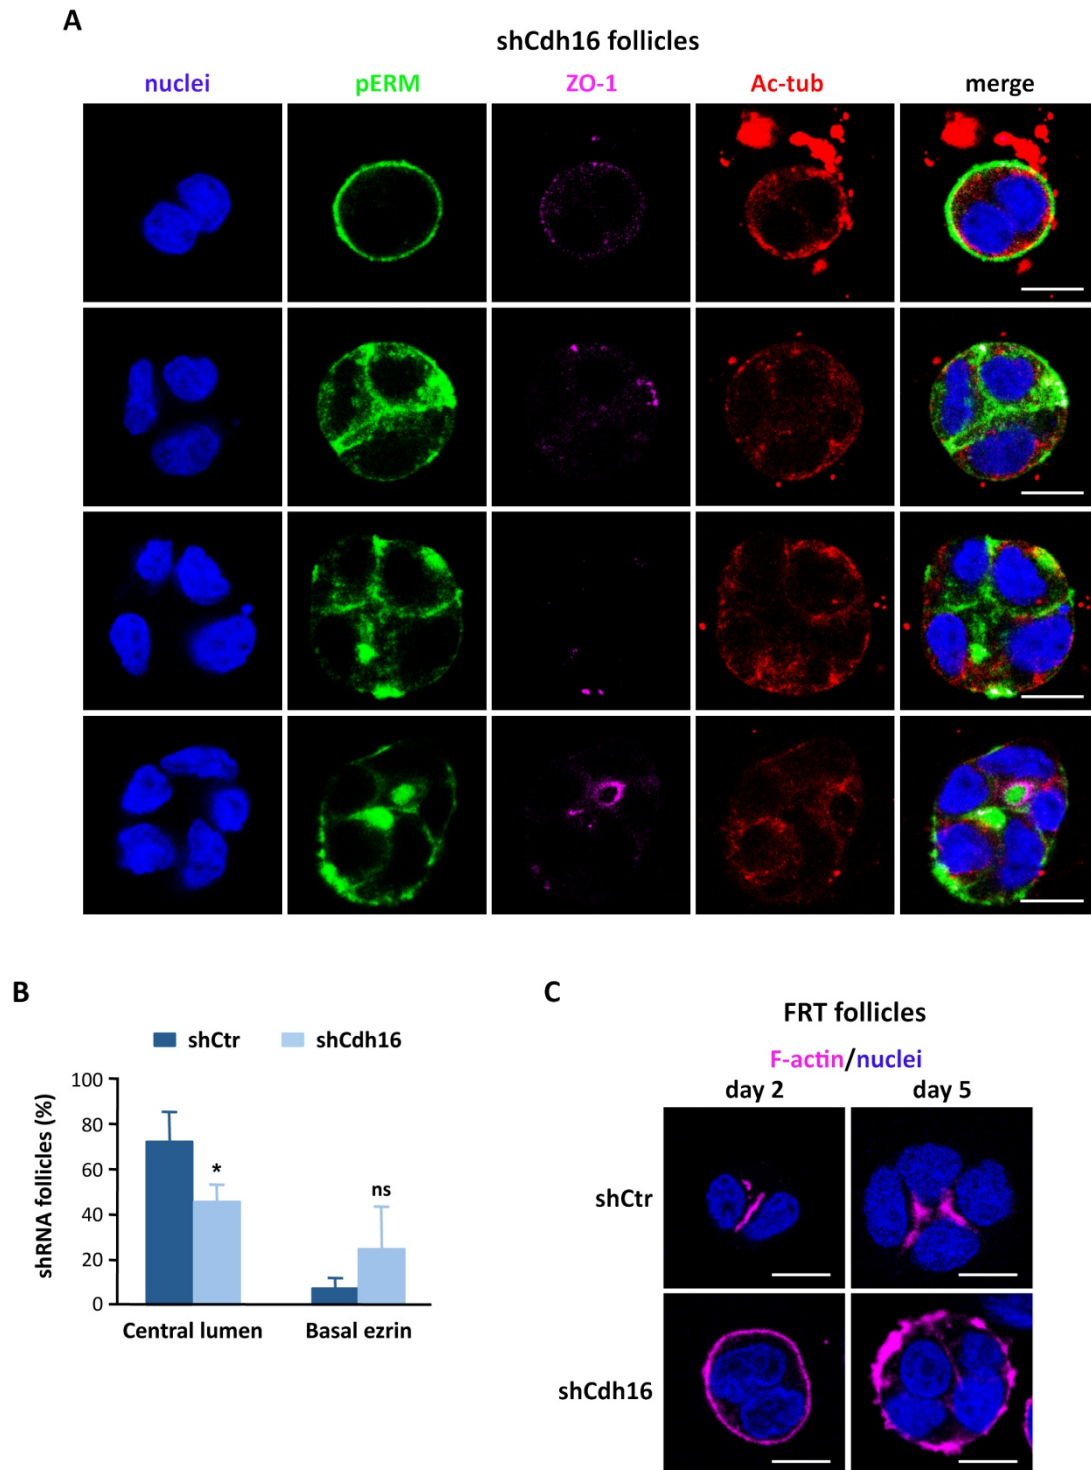 A
shCdh16 follicles
nuclei pERM ZO-1 Ac-tub merge
B
shCtr shCdh16
shRNA follicles (%)
100
80
60
40
20
0
*
ns
Central lumen Basal ezrin
C
FRT follicles
F-actin/nuclei
day 2 day 5
shCtr
shCdh16